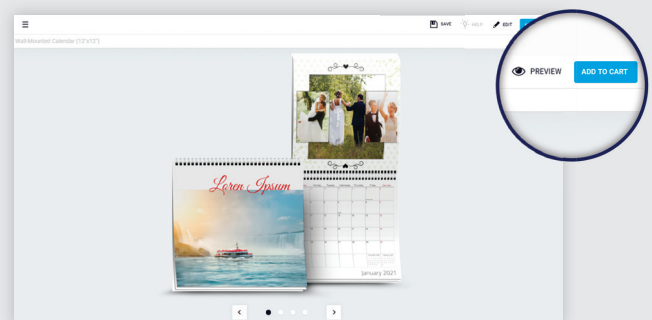 SAVE HELP EDIT
Wall-Mounted Calendar (12"x12")
PREVIEW ADD TO CART
Loren Ipsum
January 2021